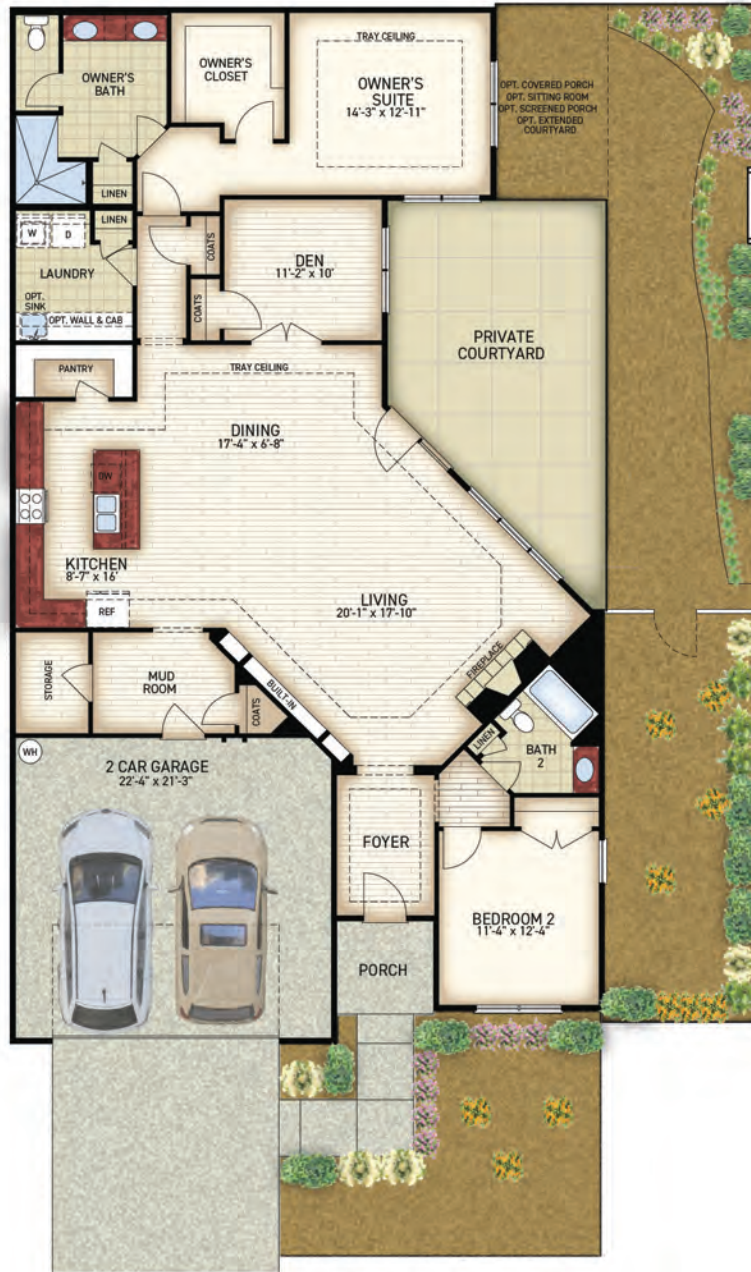 TRAY CEILING
OWNER'S
BATH
OWNER'S
CLOSET
OWNER'S
SUITE
14'-3" x 12'-11"
OPT. COVERED PORCH
OPT. SITTING ROOM
OPT. SCREENED PORCH
OPT. EXTENDED
COURTYARD
LINEN
LINEN
W
D
LAUNDRY
OPT.
SINK
OPT. WALL & CAB
COATS
COATS
DEN
11'-2" x 10'
PRIVATE
COURTYARD
PANTRY
TRAY CEILING
DINING
17'-4" x 6'-8"
DW
KITCHEN
8'-7" x 16'
REF
LIVING
20'-1" x 17'-10"
STORAGE
MUD
ROOM
COATS
BUILT-IN
FIREPLACE
LINEN
BATH
2
WH
2 CAR GARAGE
22'-4" x 21'-3"
FOYER
BEDROOM 2
11'-4" x 12'-4"
PORCH